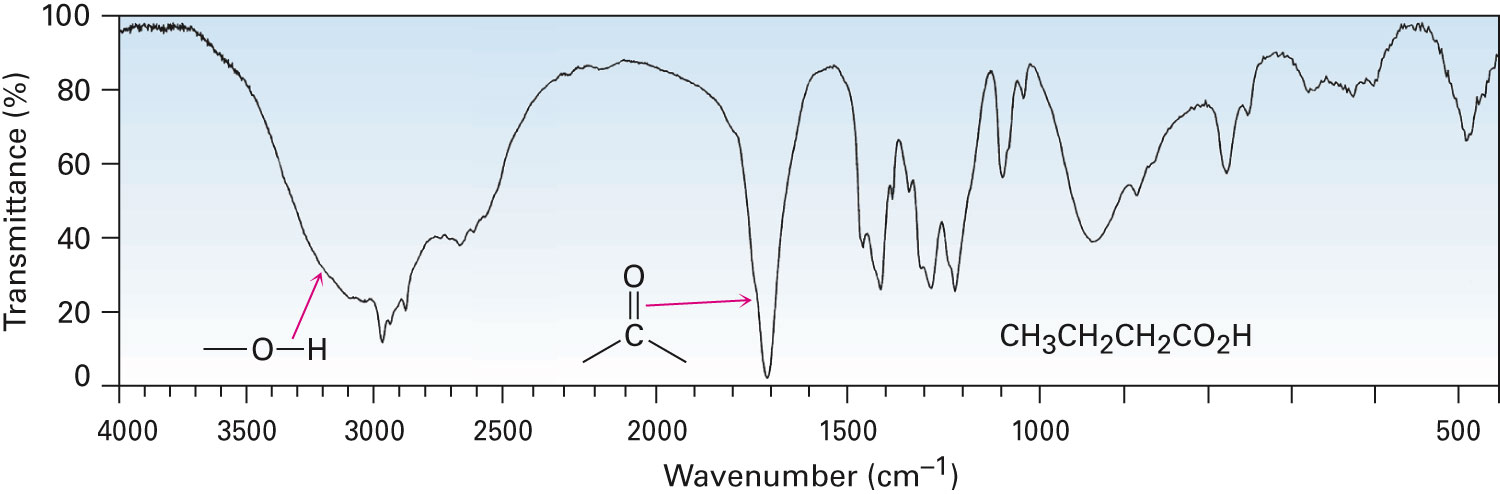 100
80
60
40
20
0
Transmittance (%)
O
C
—O—H
CH₃CH₂CH₂CO₂H
4000 3500 3000 2500 2000 1500 1000 500
Wavenumber (cm⁻¹)